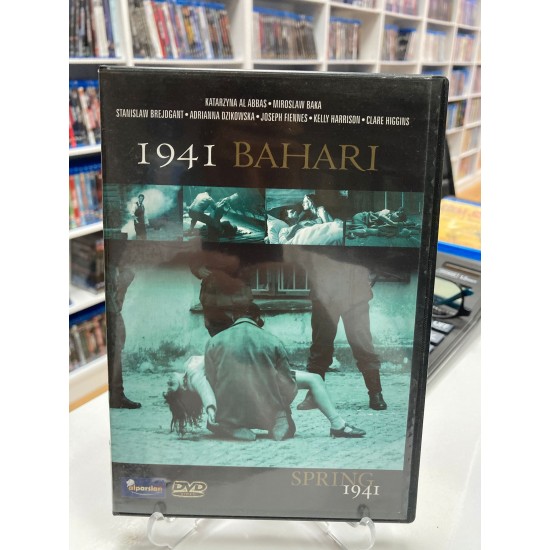 KATARZYNA AL ABBAS • MIROSLAW BAKA
STANISLAW BREJDGANT • ADRIANNA DZIKOWSKA • JOSEPH FIENNES • KELLY HARRISON • CLARE HIGGINS
1941 BAHARI
SPRING
1941
alparslan
DVD